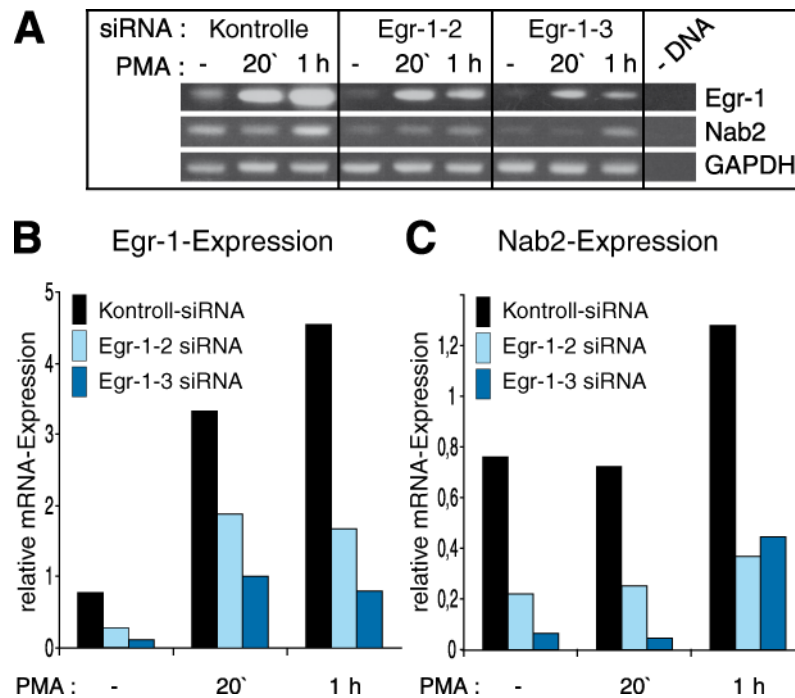 A
siRNA : Kontrolle Egr-1-2 Egr-1-3 - DNA
PMA : - 20` 1 h - 20` 1 h - 20` 1 h
Egr-1
Nab2
GAPDH
B Egr-1-Expression
relative mRNA-Expression
5
4
3
2
1
0
Kontroll-siRNA
Egr-1-2 siRNA
Egr-1-3 siRNA
PMA : - 20` 1 h
C Nab2-Expression
relative mRNA-Expression
1,2
1
0,8
0,6
0,4
0,2
0
Kontroll-siRNA
Egr-1-2 siRNA
Egr-1-3 siRNA
PMA : - 20` 1 h